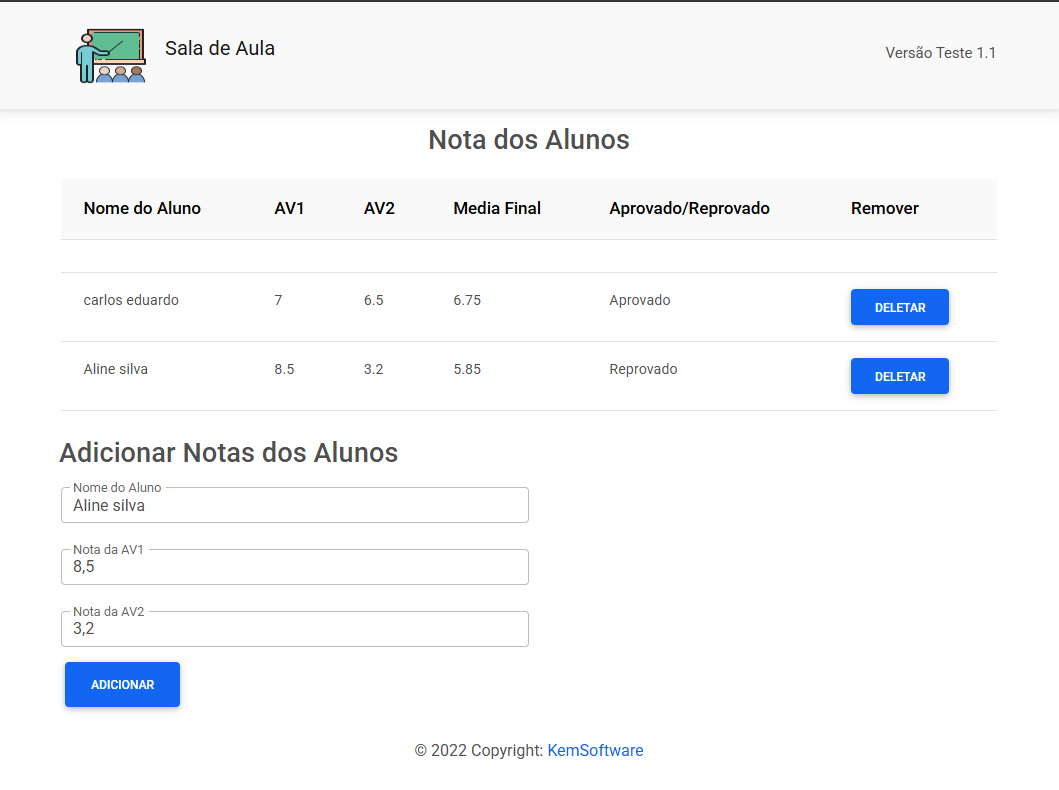 Sala de Aula
Versão Teste 1.1
Nota dos Alunos
Nome do Aluno AV1 AV2 Media Final Aprovado/Reprovado Remover
carlos eduardo 7 6.5 6.75 Aprovado DELETAR
Aline silva 8.5 3.2 5.85 Reprovado DELETAR
Adicionar Notas dos Alunos
Nome do Aluno
Aline silva
Nota da AV1
8,5
Nota da AV2
3,2
ADICIONAR
© 2022 Copyright: KemSoftware